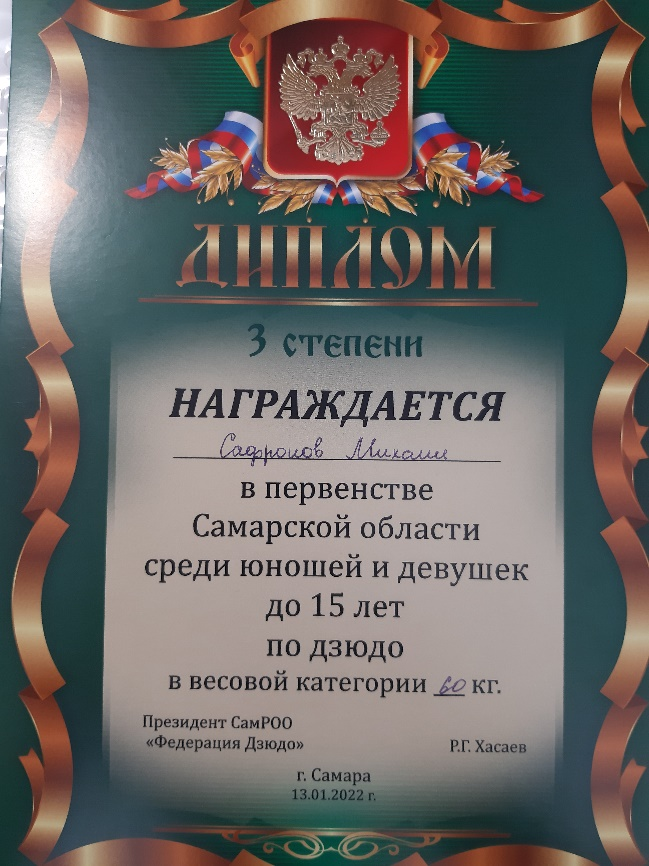 ДИПЛОМ
3 СТЕПЕНИ
НАГРАЖДАЕТСЯ
Сафронов Михаил
в первенстве
Самарской области
среди юношей и девушек
до 15 лет
по дзюдо
в весовой категории 60 кг.
Президент СамРОО
«Федерация Дзюдо»
Р.Г. Хасаев
г. Самара
13.01.2022 г.